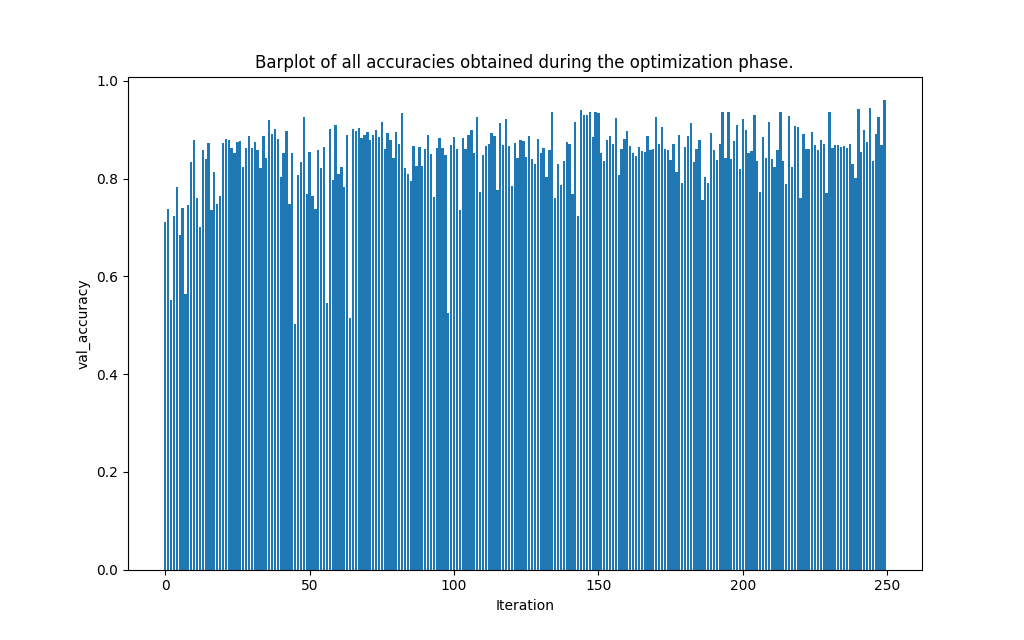 Barplot of all accuracies obtained during the optimization phase.
1.0
0.8
0.6
0.4
0.2
0.0
val_accuracy
0 50 100 150 200 250
Iteration